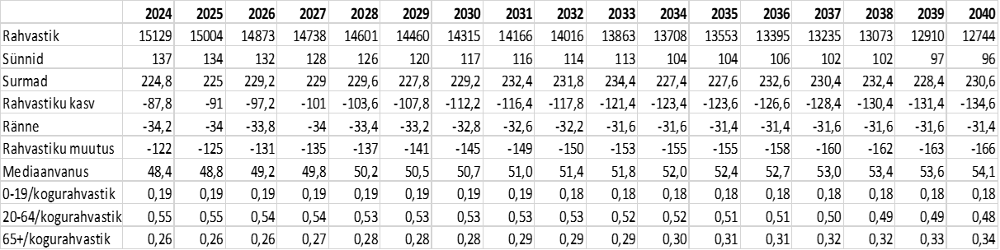 2024 2025 2026 2027 2028 2029 2030 2031 2032 2033 2034 2035 2036 2037 2038 2039 2040
Rahvastik 15129 15004 14873 14738 14601 14460 14315 14166 14016 13863 13708 13553 13395 13235 13073 12910 12744
Sünnid 137 134 132 128 126 120 117 116 114 113 104 104 106 102 102 97 96
Surmad 224,8 225 229,2 229 229,6 227,8 229,2 232,4 231,8 234,4 227,4 227,6 232,6 230,4 232,4 228,4 230,6
Rahvastiku kasv -87,8 -91 -97,2 -101 -103,6 -107,8 -112,2 -116,4 -117,8 -121,4 -123,4 -123,6 -126,6 -128,4 -130,4 -131,4 -134,6
Ränne -34,2 -34 -33,8 -34 -33,4 -33,2 -32,8 -32,6 -32,2 -31,6 -31,6 -31,4 -31,4 -31,6 -31,6 -31,6 -31,4
Rahvastiku muutus -122 -125 -131 -135 -137 -141 -145 -149 -150 -153 -155 -155 -158 -160 -162 -163 -166
Mediaanvanus 48,4 48,8 49,2 49,8 50,2 50,5 50,7 51,0 51,4 51,8 52,0 52,4 52,7 53,0 53,4 53,6 54,1
0-19/kogurahvastik 0,19 0,19 0,19 0,19 0,19 0,19 0,19 0,19 0,18 0,18 0,18 0,18 0,18 0,18 0,18 0,18 0,18
20-64/kogurahvastik 0,55 0,55 0,54 0,54 0,53 0,53 0,53 0,53 0,53 0,52 0,52 0,51 0,51 0,50 0,49 0,49 0,48
65+/kogurahvastik 0,26 0,26 0,26 0,27 0,28 0,28 0,28 0,29 0,29 0,29 0,30 0,31 0,31 0,32 0,32 0,33 0,34